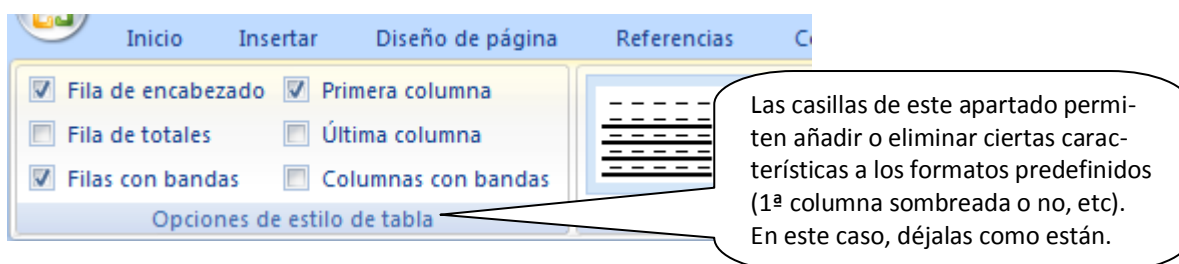 Inicio Insertar Diseño de página Referencias
Fila de encabezado Primera columna
Fila de totales Última columna
Filas con bandas Columnas con bandas
Opciones de estilo de tabla
Las casillas de este apartado permi-
ten añadir o eliminar ciertas carac-
terísticas a los formatos predefinidos
(1ª columna sombreada o no, etc).
En este caso, déjalas como están.